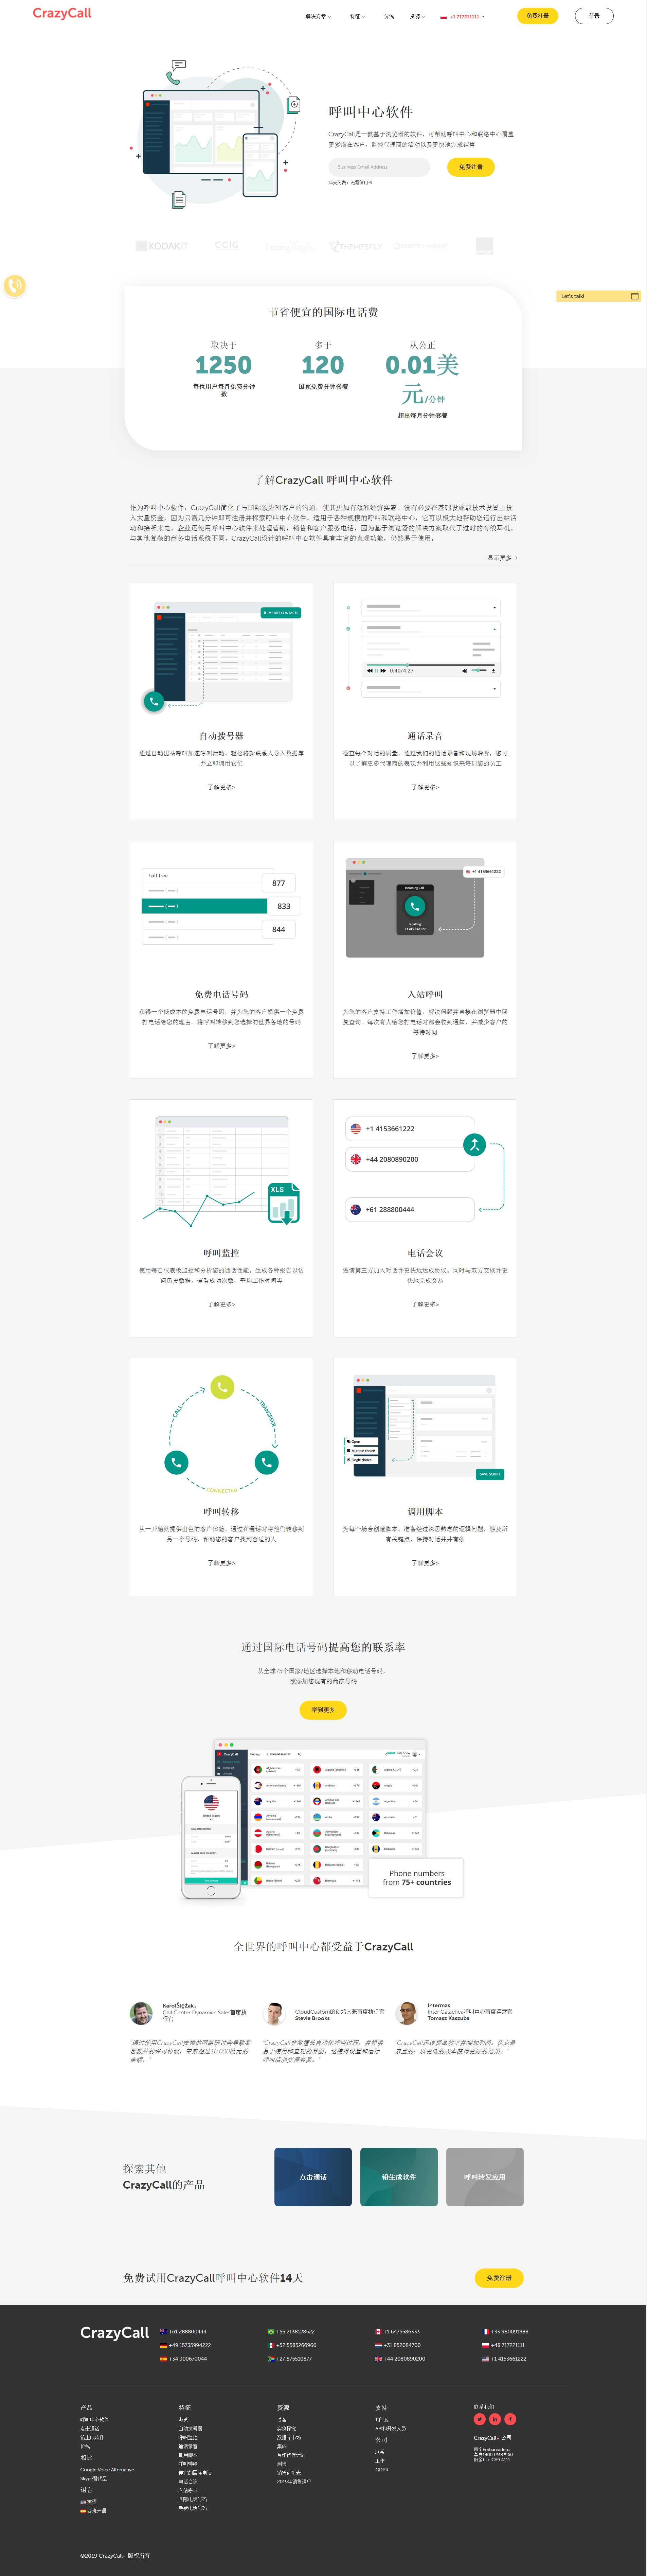 CrazyCall
解决方案
特征
价钱
资源
+1 717311111
免费注册
登录
呼叫中心软件
CrazyCall是一款基于浏览器的软件，可帮助呼叫中心和联络中心覆盖
更多潜在客户，监控代理商的活动以及更快地完成销售
Business Email Address
免费注册
14天免费，无需信用卡
KODAKIT
CCIG
THEMESFLY
Let's talk!
节省便宜的国际电话费
取决于
1250
每位用户每月免费分钟
数
多于
120
国家免费分钟套餐
从公正
0.01美
元/分钟
超出每月分钟套餐
了解CrazyCall 呼叫中心软件
作为呼叫中心软件，CrazyCall简化了与国际领先和客户的沟通，使其更加有效和经济实惠。没有必要在基础设施或技术设置上投
入大量资金，因为只需几分钟即可注册并探索呼叫中心软件。适用于各种规模的呼叫和联络中心，它可以极大地帮助您进行出站活
动和接听来电。企业还使用呼叫中心软件来处理营销，销售和客户服务电话，因为基于浏览器的解决方案取代了过时的有线耳机。
与其他复杂的商务电话系统不同，CrazyCall设计的呼叫中心软件具有丰富的直观功能，仍然易于使用。
显示更多
IMPORT CONTACTS
自动拨号器
通过自动出站呼叫加速呼叫活动，轻松将新联系人导入数据库
并立即调用它们
了解更多>
0:40/4:27
通话录音
检查每个对话的质量，通过我们的通话录音和现场聆听，您可
以了解更多代理商的表现并利用这些知识来培训您的员工
了解更多>
Toll free
877
833
844
免费电话号码
获得一个低成本的免费电话号码，并为您的客户提供一个免费
打电话给您的理由，将呼叫转移到您选择的世界各地的号码
了解更多>
+1 4153661222
Incoming Call
is calling
+1 4153661222
入站呼叫
为您的客户支持工作增加价值，解决问题并直接在浏览器中回
复查询，每次有人给您打电话时都会收到通知，并减少客户的
等待时间
了解更多>
XLS
呼叫监控
使用每日仪表板监控和分析您的通话性能，生成各种报告以访
问历史数据，查看成功次数，平均工作时间等
了解更多>
+1 4153661222
+44 2080890200
+61 288800444
电话会议
邀请第三方加入对话并更快地达成协议，同时与双方交谈并更
快地完成交易
了解更多>
CALL
TRANSFER
CONNECTED
呼叫转移
从一开始就提供出色的客户体验，通过在通话时将他们转移到
另一个号码，帮助您的客户找到合适的人
了解更多>
Open
Multiple choice
Single choice
SAVE SCRIPT
调用脚本
为每个场合创建脚本，准备经过深思熟虑的逻辑问题，触及所
有关键点，保持对话井井有条
了解更多>
通过国际电话号码提高您的联系率
从全球75个国家/地区选择本地和移动电话号码，
或添加您现有的商家号码
学到更多
CrazyCall
Phone numbers
from 75+ countries
全世界的呼叫中心都受益于CrazyCall
Karol Siężak，
Call Center Dynamics Sales首席执
行官
CloudCustom的创始人兼首席执行官
Stevie Brooks
Intermas
Inter Galactica呼叫中心首席运营官
Tomasz Kaszuba
“通过使用CrazyCall安排的网络研讨会导致签
署额外的许可协议，带来超过10,000欧元的
金额。”
“CrazyCall非常擅长自动化呼叫过程，并提供
易于使用和直观的界面，这使得设置和运行
呼叫活动变得容易。”
“CrazyCall迅速提高效率并增加利润。优点是
双重的：以更低的成本获得更好的结果。”
探索其他
CrazyCall的产品
点击通话
铅生成软件
呼叫转发应用
免费试用CrazyCall呼叫中心软件14天
免费注册
CrazyCall
+61 288800444
+55 2138128522
+1 6475586333
+33 980091888
+49 15735994222
+52 5585266966
+31 852084700
+48 717221111
+34 900670044
+27 875510877
+44 2080890200
+1 4153661222
产品
呼叫中心软件
点击通话
铅生成软件
价钱
相比
Google Voice Alternative
Skype替代品
语言
英语
西班牙语
特征
游览
自动拨号器
呼叫监控
通话录音
调用脚本
呼叫转移
便宜的国际电话
电话会议
入站呼叫
国际电话号码
免费电话号码
资源
博客
实例探究
数据库市场
集成
合作伙伴计划
测验
销售词汇表
2019年销售清单
支持
知识库
API和开发人员
公司
联系
工作
GDPR
联系我们
CrazyCall，公司
四个Embarcadero
套房1400 PMB＃60
旧金山，CA9 4111
©2019 CrazyCall。版权所有